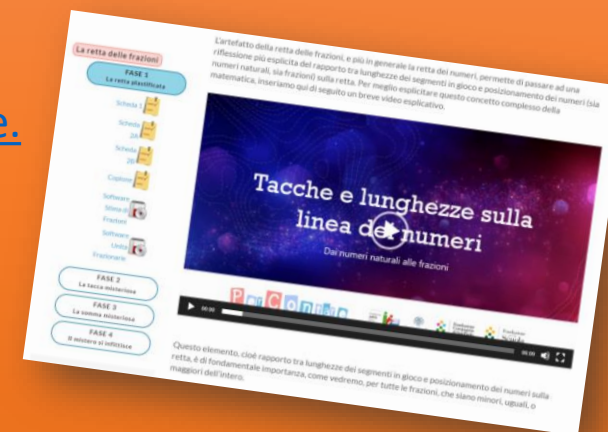 e.
La retta delle frazioni
FASE 1
La retta plastificata
Scheda 1
Scheda
2A
Scheda
2B
Copione
Software
Frazioni
Software
Unità
Frazionarie
FASE 2
La tacca misteriosa
FASE 3
La somma misteriosa
FASE 4
Il mistero si infittisce
L'artefatto della retta delle frazioni, e più in generale la retta dei numeri, permette di passare ad una
riflessione più esplicita del rapporto tra lunghezze dei segmenti in gioco e posizionamento dei numeri (sia
numeri naturali, sia frazioni) sulla retta. Per meglio esplicitare questo concetto complesso della
matematica, inseriamo qui di seguito un breve video esplicativo.
Tacche e lunghezze sulla
linea dei numeri
Dai numeri naturali alle frazioni
PerContare
00:00
00:00
Questo elemento, cioè rapporto tra lunghezze dei segmenti in gioco e posizionamento dei numeri sulla
retta, è di fondamentale importanza, come vedremo, per tutte le frazioni, che siano minori, uguali, o
maggiori dell'intero.